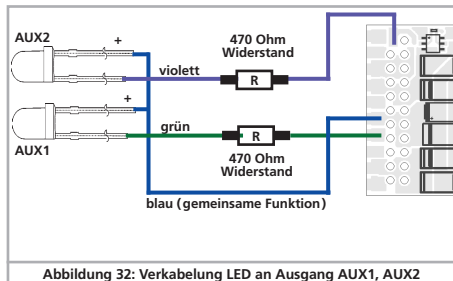 AUX2
+
470 Ohm
Widerstand
violett
R
+
grün
R
AUX1
470 Ohm
Widerstand
blau (gemeinsame Funktion)
Abbildung 32: Verkabelung LED an Ausgang AUX1, AUX2